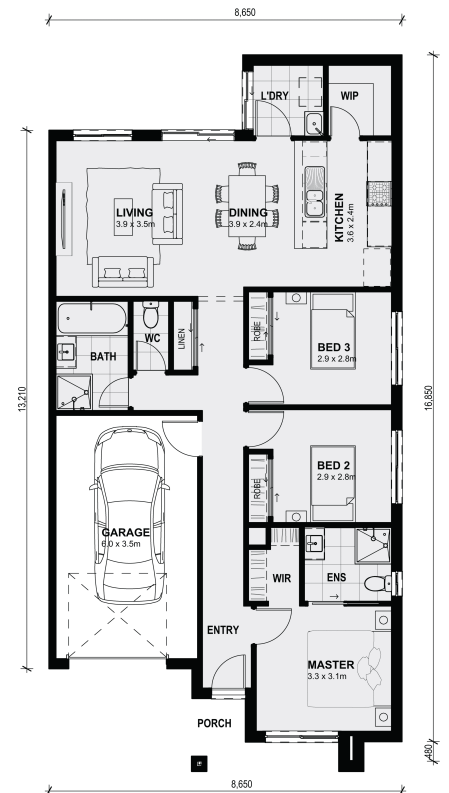 8,650
L'DRY
WIP
LIVING
3.9 x 3.5m
DINING
3.9 x 2.4m
KITCHEN
3.6 x 2.4m
13,210
16,850
BATH
WC
LINEN
ROBE
BED 3
2.9 x 2.8m
BED 2
2.9 x 2.8m
ROBE
GARAGE
6.0 x 3.5m
WIR
ENS
ENTRY
MASTER
3.3 x 3.1m
PORCH
480
8,650